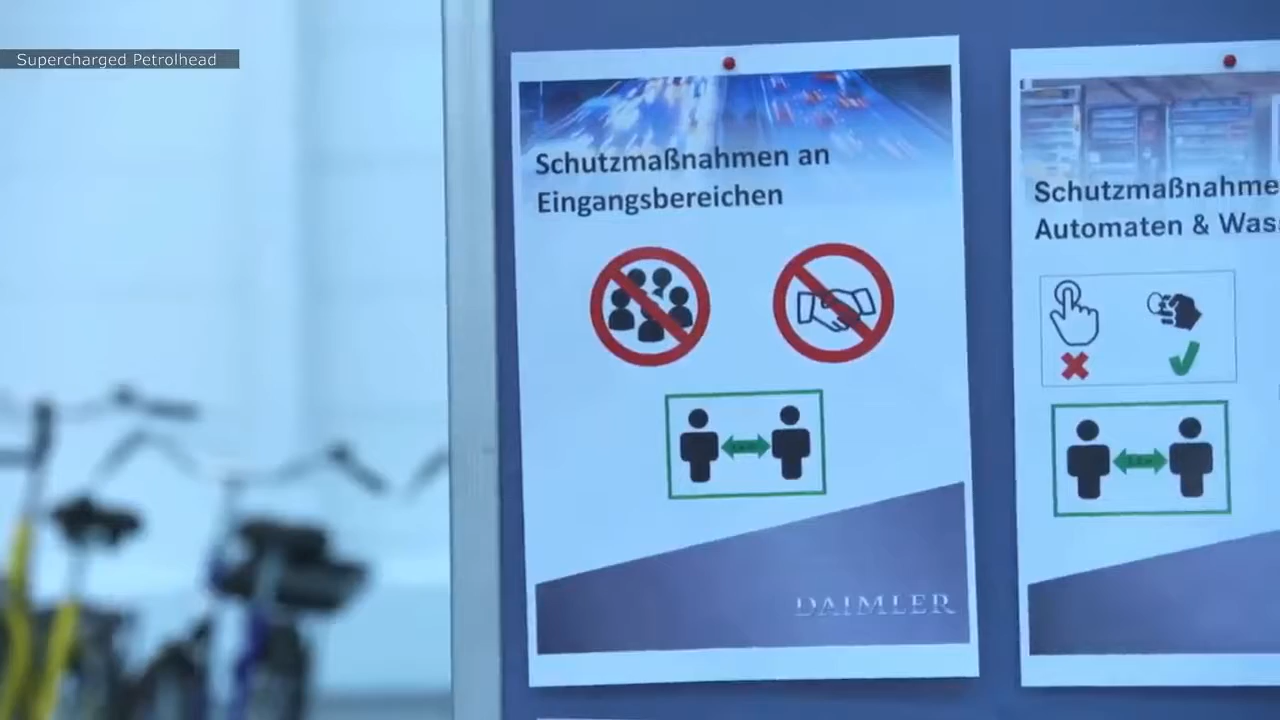 Supercharged Petrolhead
Schutzmaßnahmen an
Eingangsbereichen
DAIMLER
Schutzmaßnahme
Automaten & Was